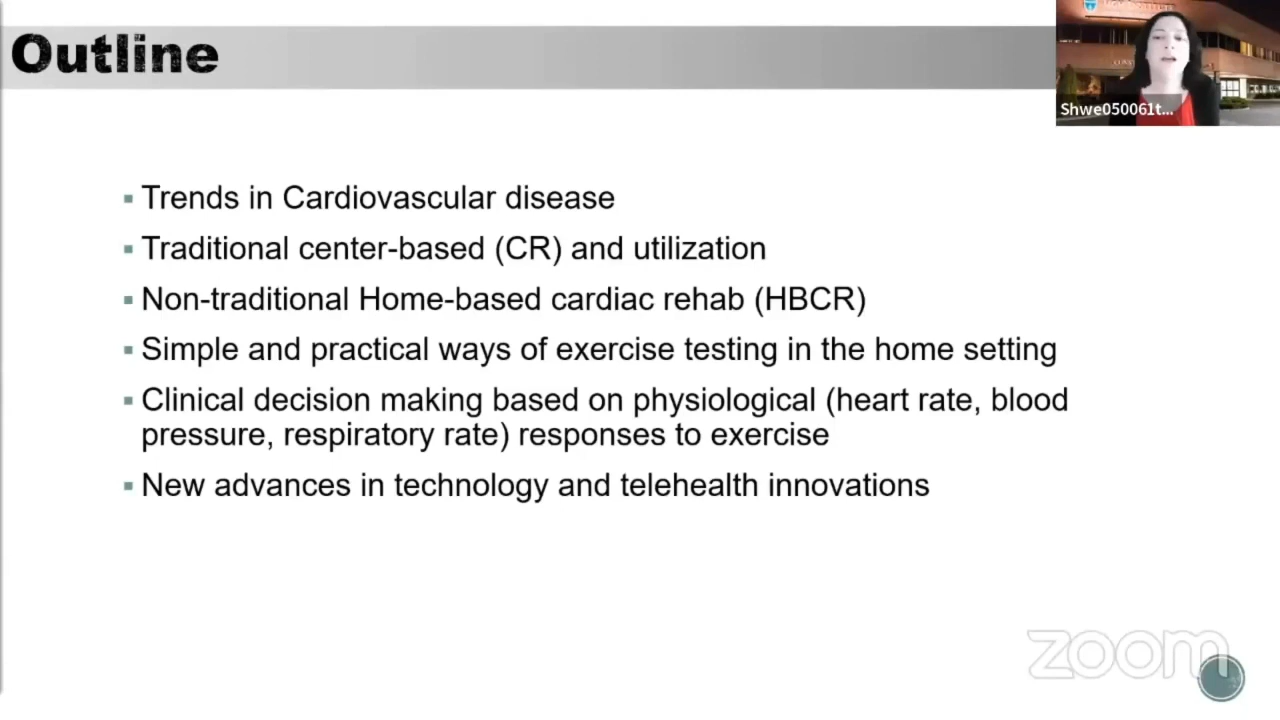 Outline
Shwe050061t...
▪ Trends in Cardiovascular disease
▪ Traditional center-based (CR) and utilization
▪ Non-traditional Home-based cardiac rehab (HBCR)
▪ Simple and practical ways of exercise testing in the home setting
▪ Clinical decision making based on physiological (heart rate, blood
pressure, respiratory rate) responses to exercise
▪ New advances in technology and telehealth innovations
zoom